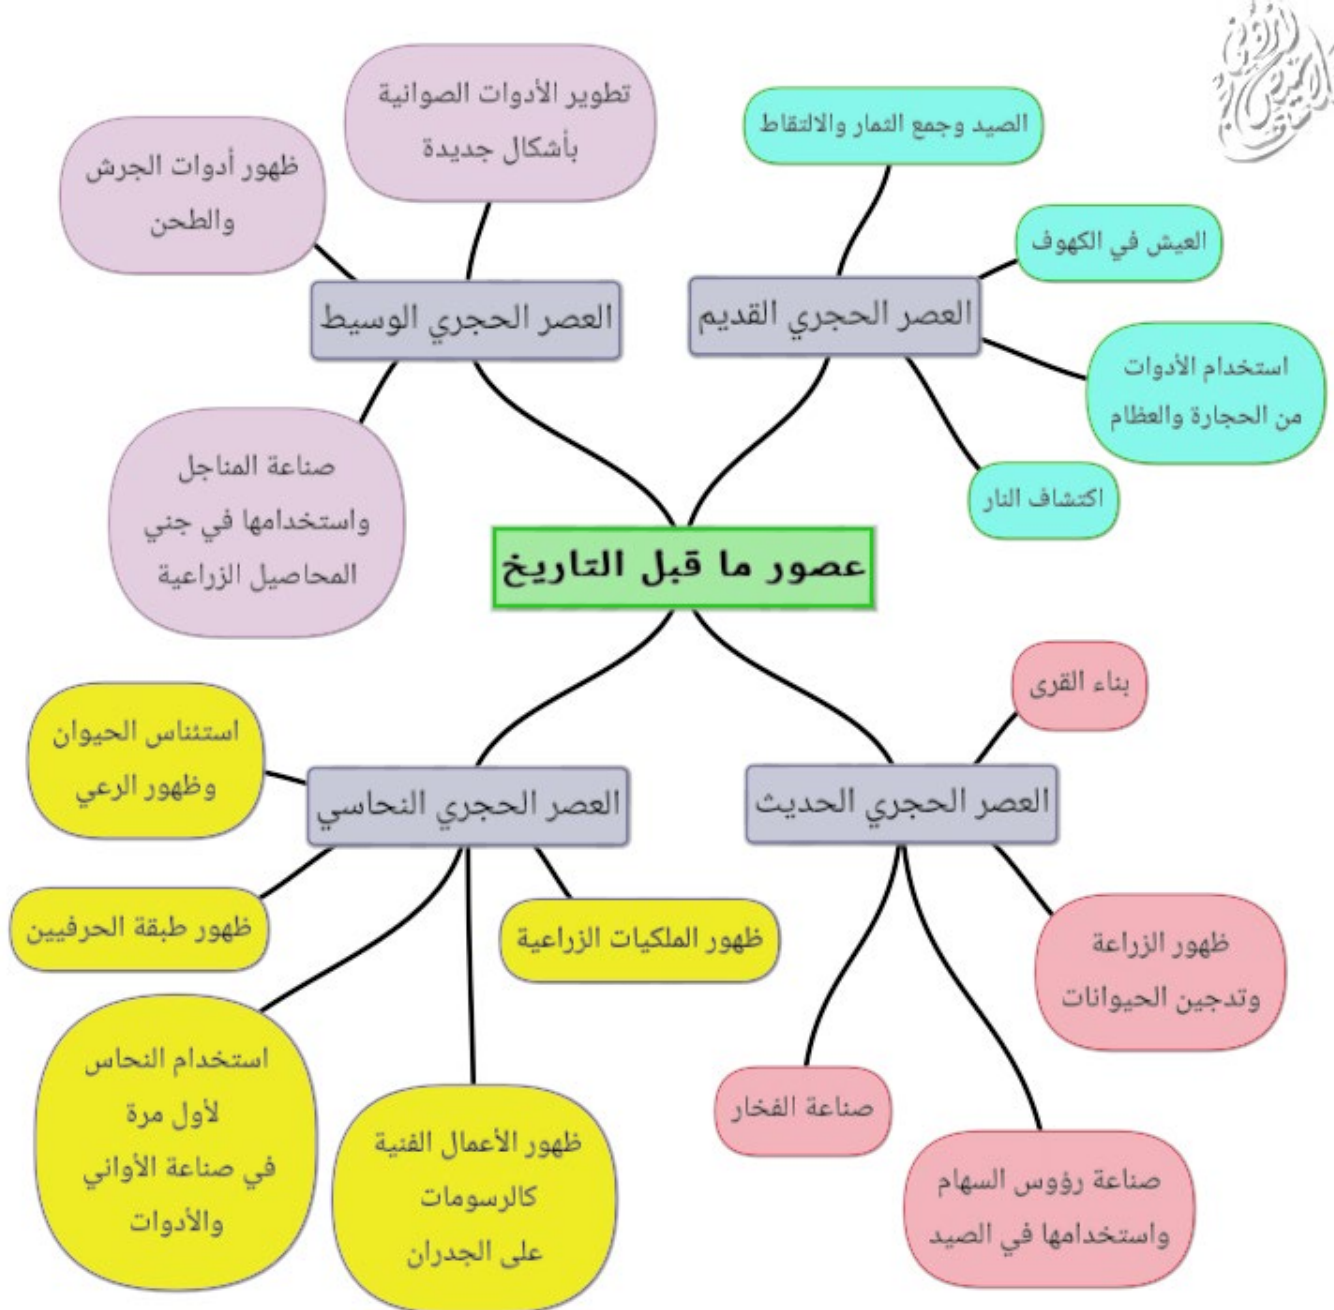 عصور ما قبل التاريخ
العصر الحجري القديم
الصيد وجمع الثمار والالتقاط
العيش في الكهوف
استخدام الأدوات
من الحجارة والعظام
اكتشاف النار
العصر الحجري الوسيط
تطوير الأدوات الصوانية
بأشكال جديدة
ظهور أدوات الجرش
والطحن
صناعة المناجل
واستخدامها في جني
المحاصيل الزراعية
العصر الحجري الحديث
بناء القرى
ظهور الزراعة
وتدجين الحيوانات
صناعة رؤوس السهام
واستخدامها في الصيد
صناعة الفخار
العصر الحجري النحاسي
استئناس الحيوان
وظهور الرعي
ظهور طبقة الحرفيين
استخدام النحاس
لأول مرة
في صناعة الأواني
والأدوات
ظهور الأعمال الفنية
كالرسومات
على الجدران
ظهور الملكيات الزراعية